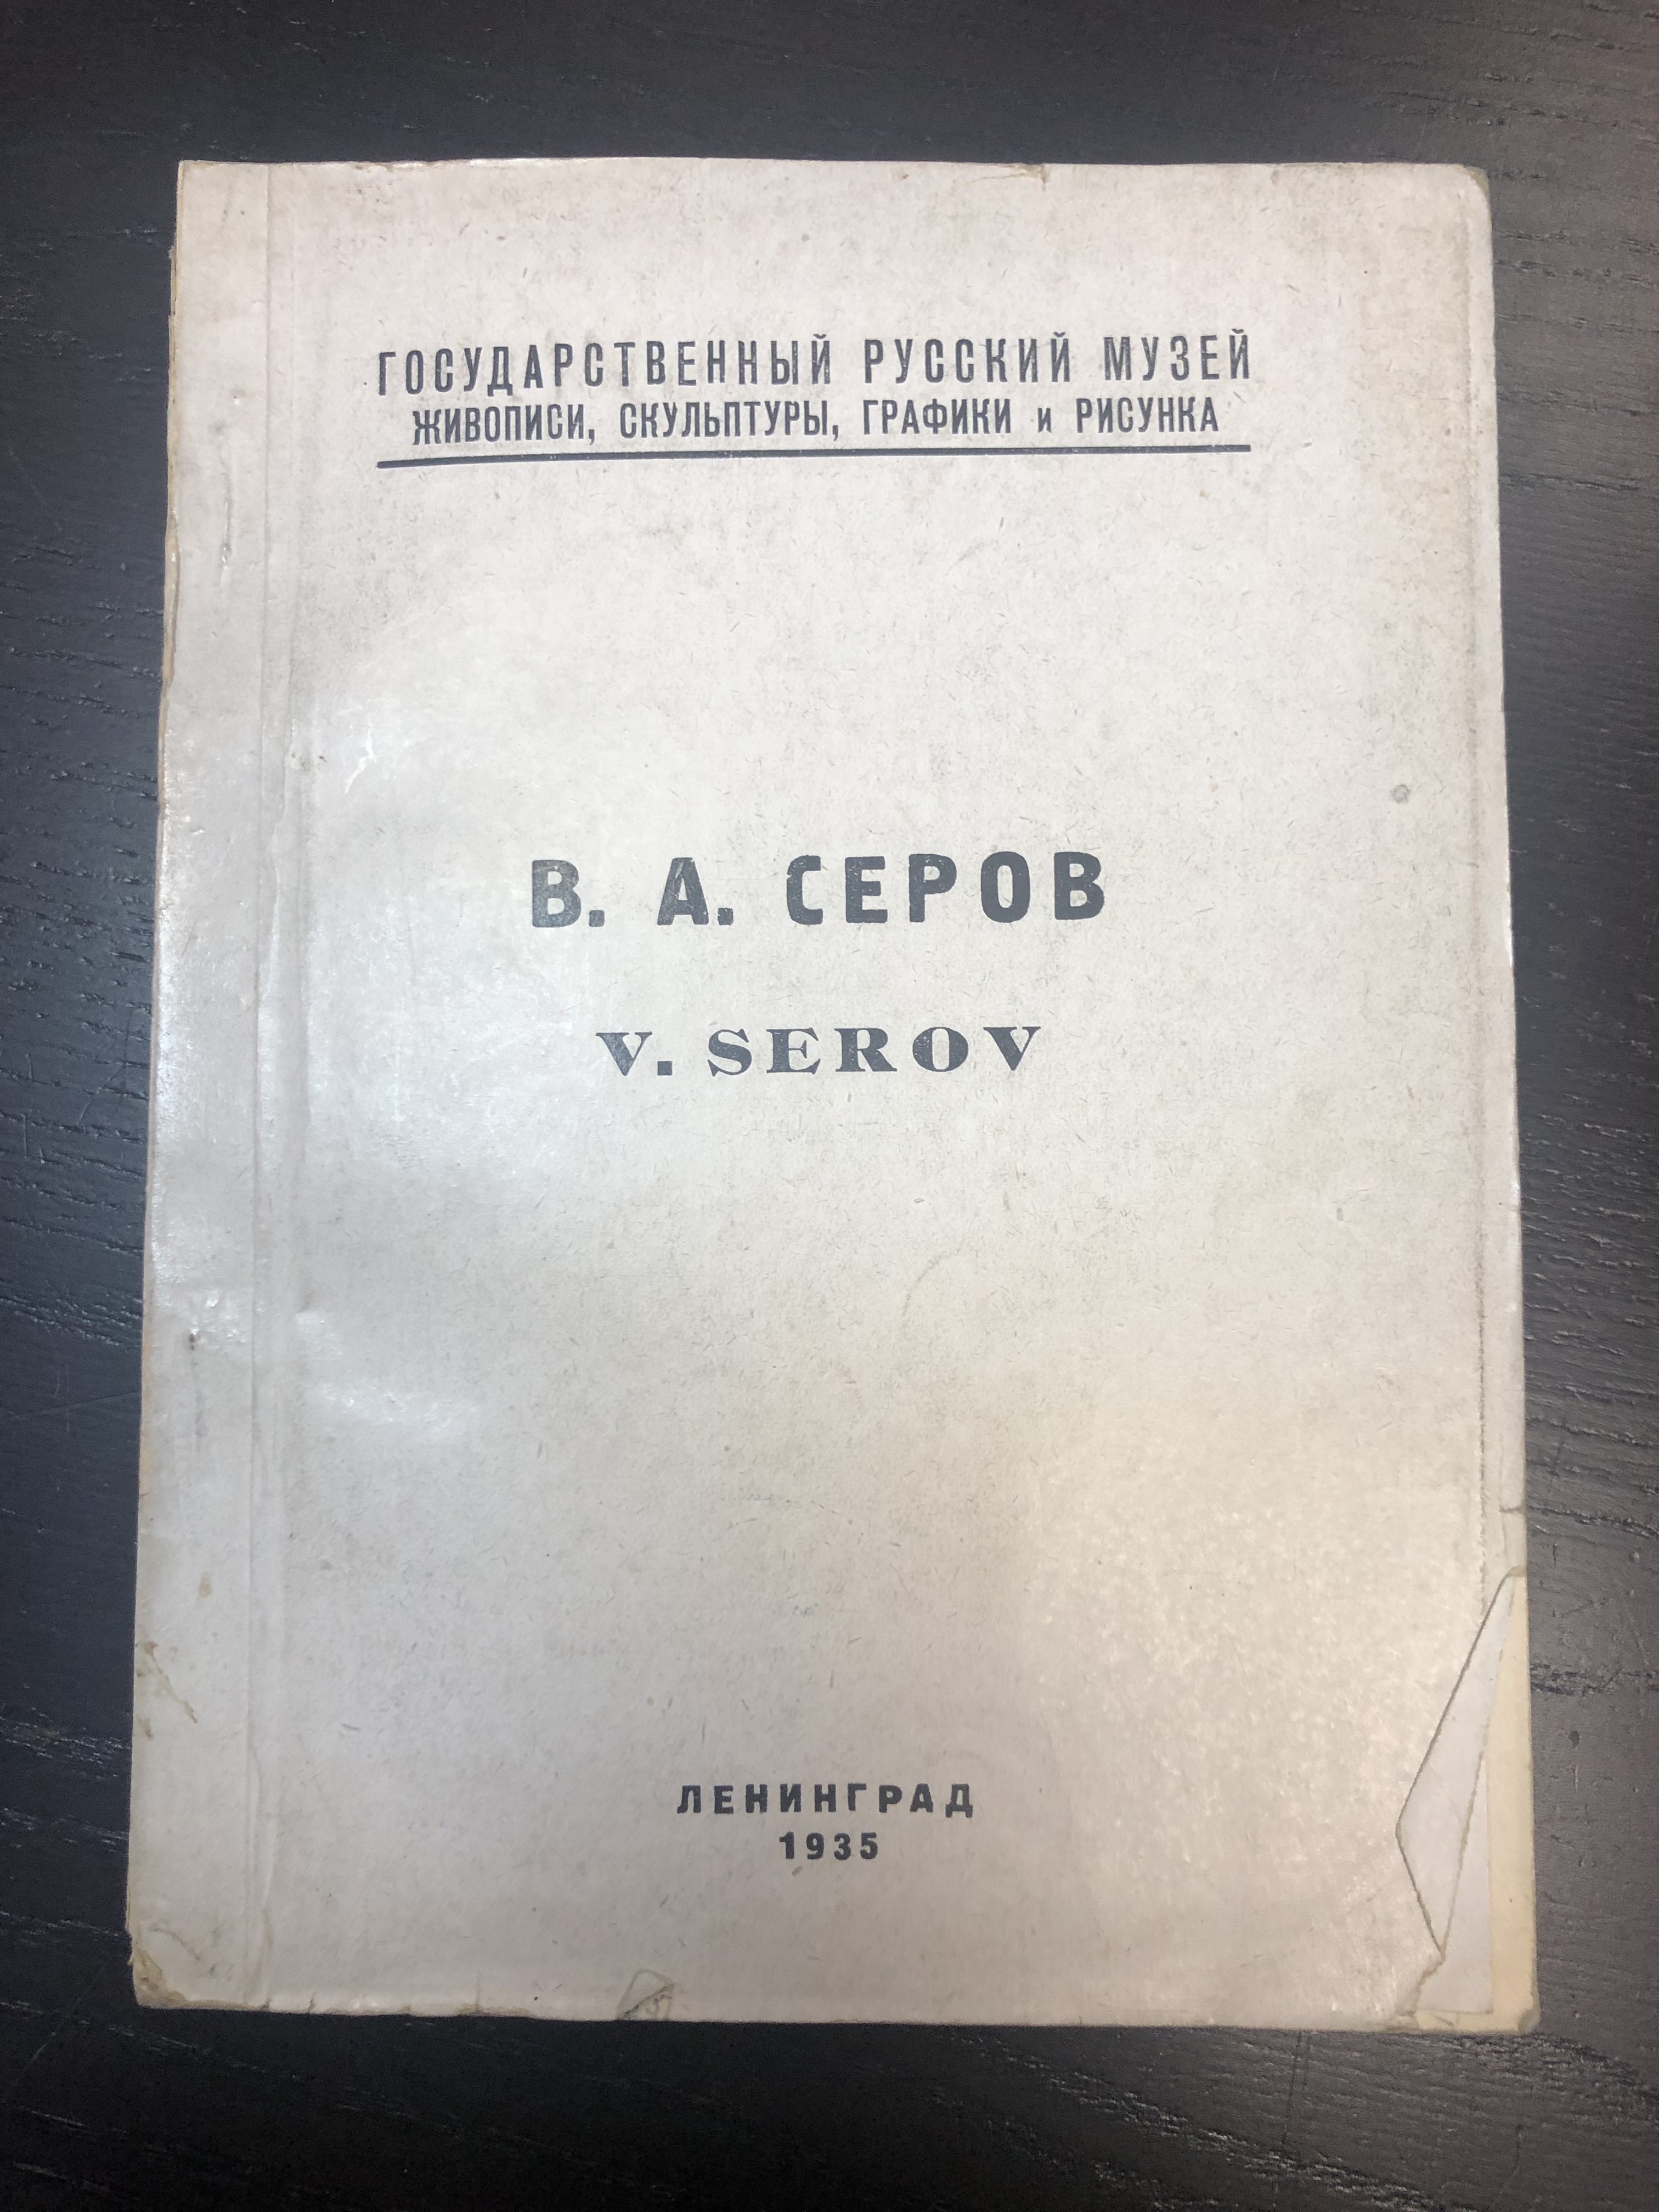 ГОСУДАРСТВЕННЫЙ РУССКИЙ МУЗЕЙ
ЖИВОПИСИ, СКУЛЬПТУРЫ, ГРАФИКИ и РИСУНКА
В. А. СЕРОВ
V. SEROV
ЛЕНИНГРАД
1935